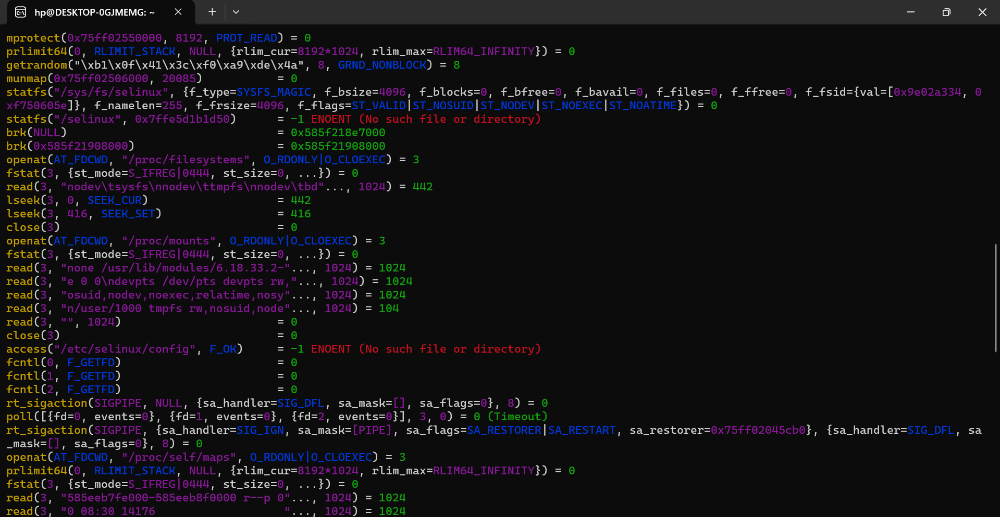 hp@DESKTOP-0GJMEMG: ~
mprotect(0x75ff02550000, 8192, PROT_READ) = 0
prlimit64(0, RLIMIT_STACK, NULL, {rlim_cur=8192*1024, rlim_max=RLIM64_INFINITY}) = 0
getrandom("\xb1\x0f\x41\x3c\xf0\xa9\xde\x4a", 8, GRND_NONBLOCK) = 8
munmap(0x75ff02506000, 20085)           = 0
statfs("/sys/fs/selinux", {f_type=SYSFS_MAGIC, f_bsize=4096, f_blocks=0, f_bfree=0, f_bavail=0, f_files=0, f_ffree=0, f_fsid={val=[0x9e02a334, 0
xf750605e]}, f_namelen=255, f_frsize=4096, f_flags=ST_VALID|ST_NOSUID|ST_NODEV|ST_NOEXEC|ST_NOATIME}) = 0
statfs("/selinux", 0x7ffe5d1b1d50)      = -1 ENOENT (No such file or directory)
brk(NULL)                               = 0x585f218e7000
brk(0x585f21908000)                     = 0x585f21908000
openat(AT_FDCWD, "/proc/filesystems", O_RDONLY|O_CLOEXEC) = 3
fstat(3, {st_mode=S_IFREG|0444, st_size=0, ...}) = 0
read(3, "nodev\tsysfs\nnodev\ttmpfs\nnodev\tbd"..., 1024) = 442
lseek(3, 0, SEEK_CUR)                   = 442
lseek(3, 416, SEEK_SET)                 = 416
close(3)                                = 0
openat(AT_FDCWD, "/proc/mounts", O_RDONLY|O_CLOEXEC) = 3
fstat(3, {st_mode=S_IFREG|0444, st_size=0, ...}) = 0
read(3, "none /usr/lib/modules/6.18.33.2-"..., 1024) = 1024
read(3, "e 0 0\ndevpts /dev/pts devpts rw,"..., 1024) = 1024
read(3, "osuid,nodev,noexec,relatime,nosy"..., 1024) = 1024
read(3, "n/user/1000 tmpfs rw,nosuid,node"..., 1024) = 104
read(3, "", 1024)                       = 0
close(3)                                = 0
access("/etc/selinux/config", F_OK)     = -1 ENOENT (No such file or directory)
fcntl(0, F_GETFD)                       = 0
fcntl(1, F_GETFD)                       = 0
fcntl(2, F_GETFD)                       = 0
rt_sigaction(SIGPIPE, NULL, {sa_handler=SIG_DFL, sa_mask=[], sa_flags=0}, 8) = 0
poll([{fd=0, events=0}, {fd=1, events=0}, {fd=2, events=0}], 3, 0) = 0 (Timeout)
rt_sigaction(SIGPIPE, {sa_handler=SIG_IGN, sa_mask=[PIPE], sa_flags=SA_RESTORER|SA_RESTART, sa_restorer=0x75ff02045cb0}, {sa_handler=SIG_DFL, sa
_mask=[], sa_flags=0}, 8) = 0
openat(AT_FDCWD, "/proc/self/maps", O_RDONLY|O_CLOEXEC) = 3
prlimit64(0, RLIMIT_STACK, NULL, {rlim_cur=8192*1024, rlim_max=RLIM64_INFINITY}) = 0
fstat(3, {st_mode=S_IFREG|0444, st_size=0, ...}) = 0
read(3, "585eeb7fe000-585eeb8f0000 r--p 0"..., 1024) = 1024
read(3, "0 08:30 14176                   "..., 1024) = 1024